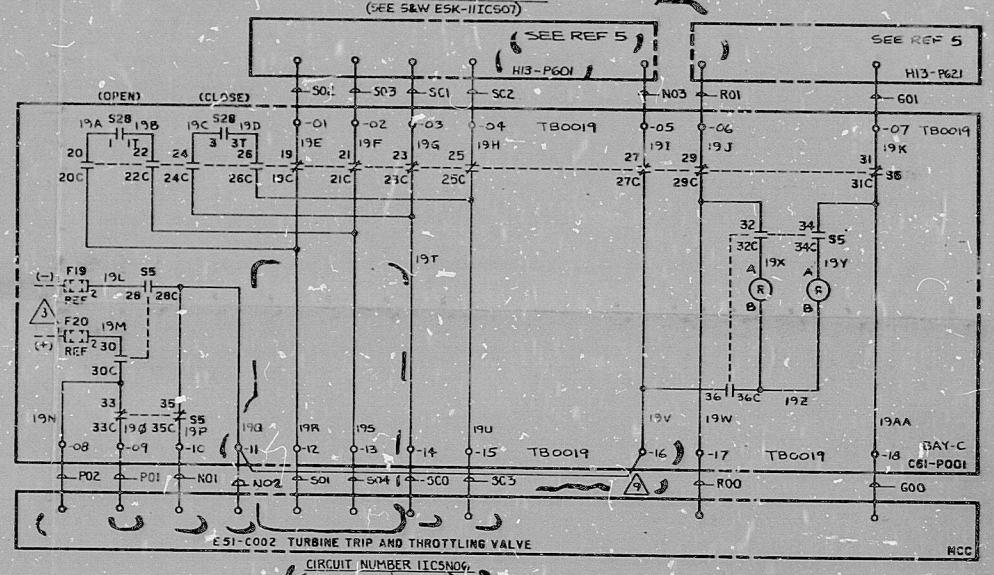 (SEE S&W ESK-11ICS07)
SEE REF 5
H13-P601
SEE REF 5
H13-P621
SC1
SC2
N03
R01
G01
(OPEN)
(CLOSE)
19A S28 19B
19C S28 19D
1 1T
3 3T
-01 -02 -03 -04 TB0019 -05 -06 -07 TB0019
19E 19F 19G 19H 19I 19J 19K
20 22 24 26 19 21 23 25 27 29 31
S5
20C 22C 24C 26C 19C 21C 23C 25C 27C 29C 31C
32 34 S5
32C 34C
19X 19Y
A A
R G
B B
19T
(-) F19 19L S5
REF 2 28 28C
3
F20 19M
(+) REF 2 30
30C
36 36C 19Z
33 35 S5
33C 19Ø 35C 19P
19N 19Q 19R 19S 19U 19V 19W 19AA
-08 -09 -10 -11 -12 -13 -14 -15 TB0019 -16 -17 TB0019 -18
BAY-C
C61-P001
P02 P01 N01 N02 S01 S04 SC0 SC3 9 R00 G00
E51-C002 TURBINE TRIP AND THROTTLING VALVE
MCC
CIRCUIT NUMBER 1ICSN06